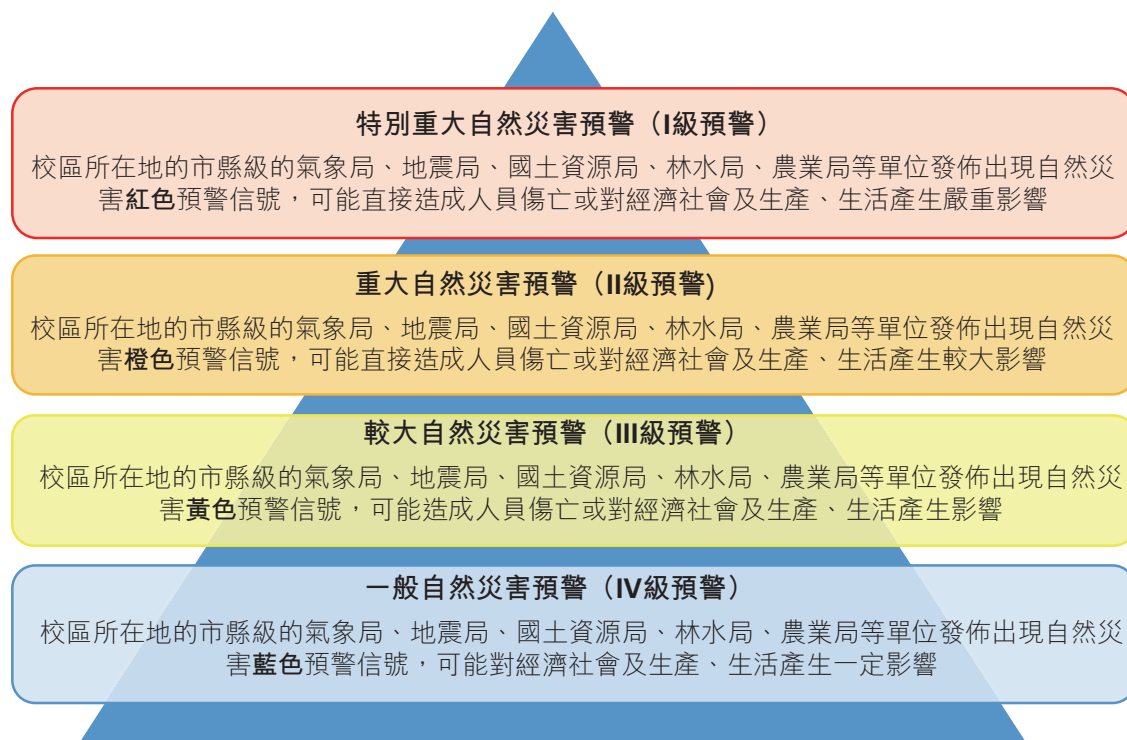 特別重大自然災害預警（I級預警）
校區所在地的市縣級的氣象局、地震局、國土資源局、林水局、農業局等單位發佈出現自然災
害紅色預警信號，可能直接造成人員傷亡或對經濟社會及生產、生活產生嚴重影響
重大自然災害預警（II級預警)
校區所在地的市縣級的氣象局、地震局、國土資源局、林水局、農業局等單位發佈出現自然災
害橙色預警信號，可能直接造成人員傷亡或對經濟社會及生產、生活產生較大影響
較大自然災害預警（III級預警）
校區所在地的市縣級的氣象局、地震局、國土資源局、林水局、農業局等單位發佈出現自然災
害黃色預警信號，可能造成人員傷亡或對經濟社會及生產、生活產生影響
一般自然災害預警（IV級預警）
校區所在地的市縣級的氣象局、地震局、國土資源局、林水局、農業局等單位發佈出現自然災
害藍色預警信號，可能對經濟社會及生產、生活產生一定影響